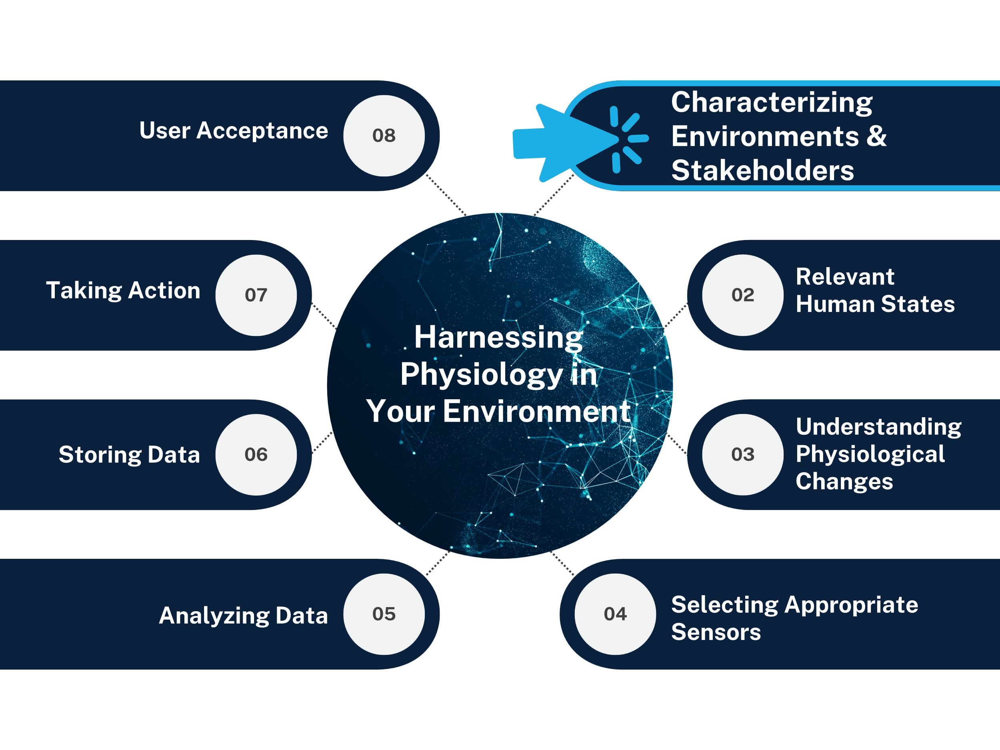 Characterizing
Environments &
Stakeholders
02
Relevant
Human States
03
Understanding
Physiological
Changes
04
Selecting Appropriate
Sensors
Analyzing Data
05
Storing Data
06
Taking Action
07
User Acceptance
08
Harnessing
Physiology in
Your Environment